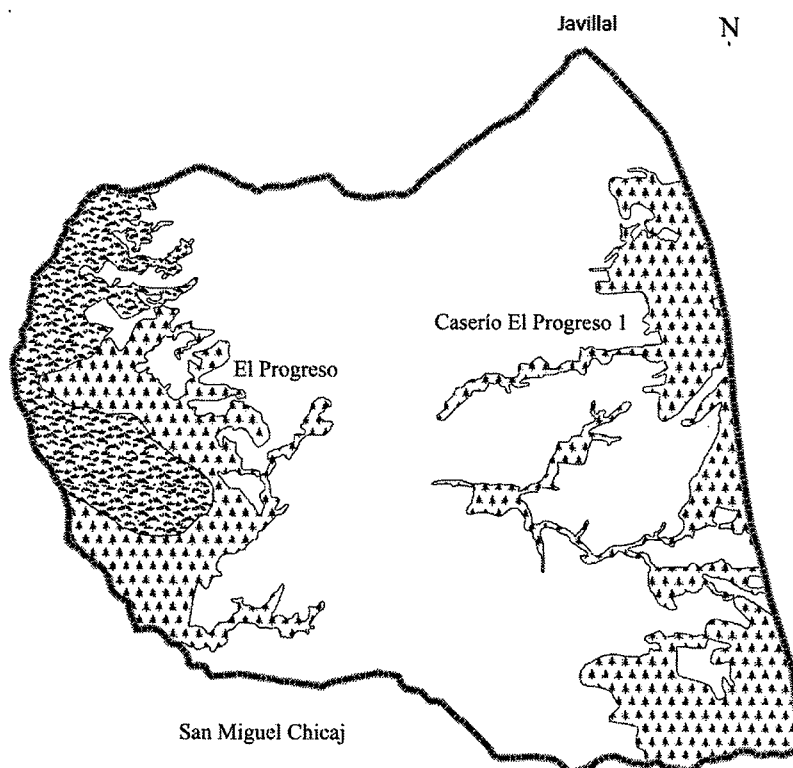 Javillal
N
Caserío El Progreso 1
El Progreso
San Miguel Chicaj